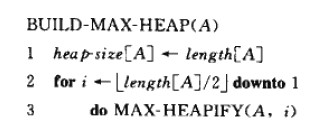 BUILD-MAX-HEAP(A)
1 heap-size[A] ← length[A]
2 for i ← ⌊length[A]/2⌋ downto 1
3 do MAX-HEAPIFY(A, i)